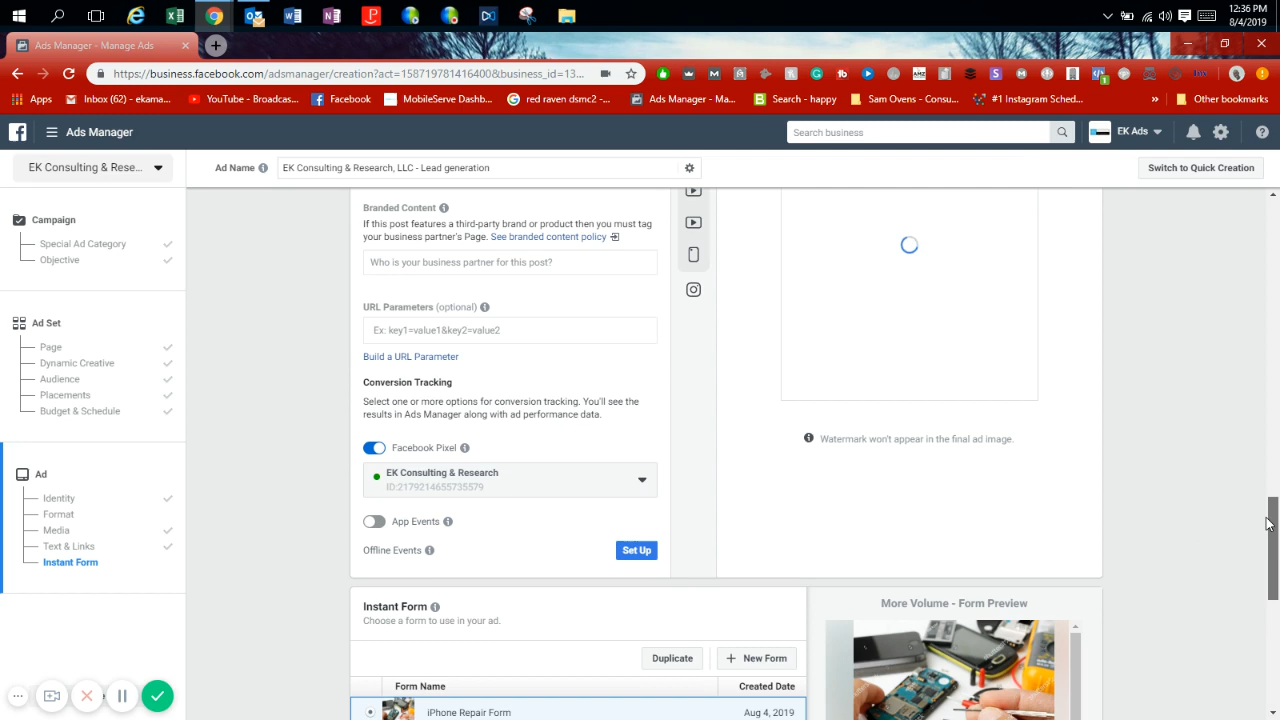 12:36 PM
8/4/2019
Ads Manager - Manage Ads
https://business.facebook.com/adsmanager/creation?act=158719781416400&business_id=13...
Apps
Inbox (62) - ekama...
YouTube - Broadcas...
Facebook
MobileServe Dashb...
red raven dsmc2 -...
Ads Manager - Ma...
Search - happy
Sam Ovens - Consu...
#1 Instagram Sched...
»
Other bookmarks
Ads Manager
Search business
EK Ads
EK Consulting & Rese...
Ad Name
EK Consulting & Research, LLC - Lead generation
Switch to Quick Creation
Campaign
Special Ad Category
Objective
Ad Set
Page
Dynamic Creative
Audience
Placements
Budget & Schedule
Ad
Identity
Format
Media
Text & Links
Instant Form
Branded Content
If this post features a third-party brand or product then you must tag
your business partner's Page. See branded content policy
Who is your business partner for this post?
URL Parameters (optional)
Ex: key1=value1&key2=value2
Build a URL Parameter
Conversion Tracking
Select one or more options for conversion tracking. You'll see the
results in Ads Manager along with ad performance data.
Facebook Pixel
EK Consulting & Research
ID:2179214655735579
App Events
Offline Events
Set Up
Watermark won't appear in the final ad image.
Instant Form
Choose a form to use in your ad.
Duplicate
+ New Form
Form Name
Created Date
iPhone Repair Form
Aug 4, 2019
More Volume - Form Preview